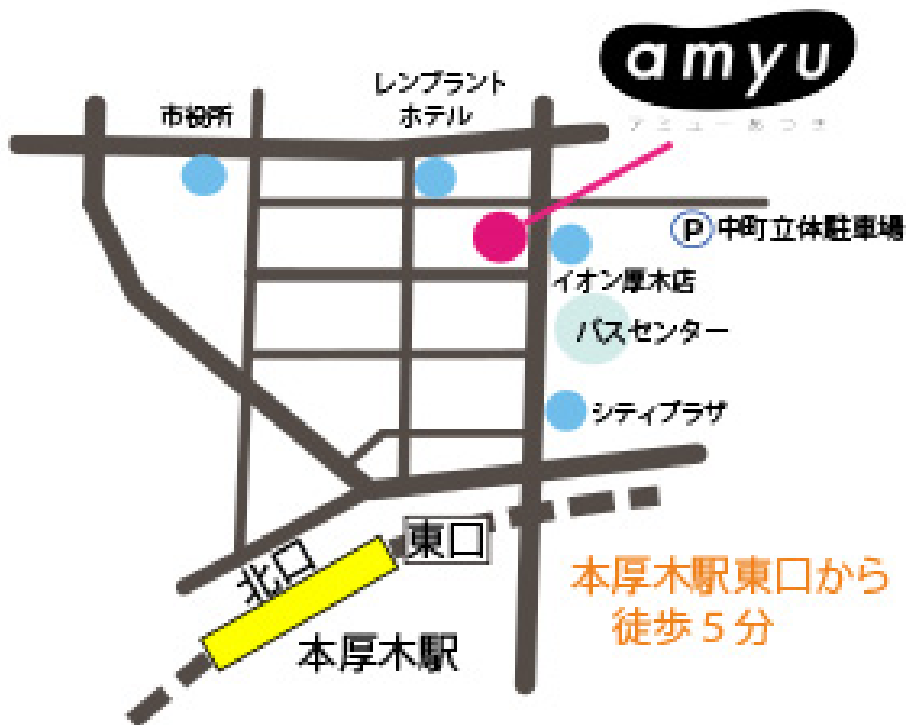 amyu
アミューあつぎ
レンブラント
ホテル
市役所
P 中町立体駐車場
イオン厚木店
バスセンター
シティプラザ
東口
北口
本厚木駅
本厚木駅東口から
徒歩5分